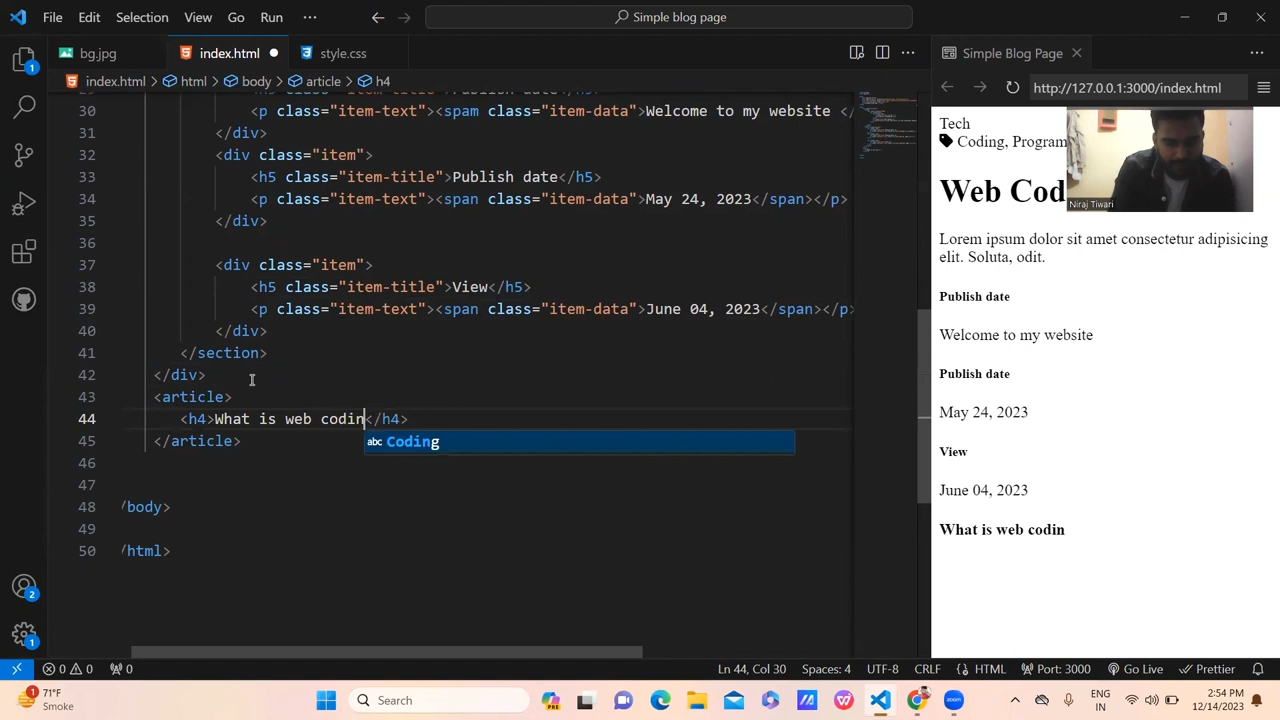 File Edit Selection View Go Run ··· Simple blog page
bg.jpg index.html ● style.css Simple Blog Page
index.html > html > body > article > h4
http://127.0.0.1:3000/index.html
30 <p class="item-text"><spam class="item-data">Welcome to my website </
31 </div>
32 <div class="item">
33 <h5 class="item-title">Publish date</h5>
34 <p class="item-text"><span class="item-data">May 24, 2023</span></p>
35 </div>
36
37 <div class="item">
38 <h5 class="item-title">View</h5>
39 <p class="item-text"><span class="item-data">June 04, 2023</span></p>
40 </div>
41 </section>
42 </div>
43 <article>
44 <h4>What is web codin</h4>
abc Coding
45 </article>
46
47
48 /body>
49
50 /html>
Tech
Coding, Program
Web Cod
Niraj Tiwari
Lorem ipsum dolor sit amet consectetur adipisicing
elit. Soluta, odit.
Publish date
Welcome to my website
Publish date
May 24, 2023
View
June 04, 2023
What is web codin
1
2
1
0 0 0 Ln 44, Col 30 Spaces: 4 UTF-8 CRLF HTML Port: 3000 Go Live Prettier
1 71°F
Smoke
Search
PRE
ENG
IN
2:54 PM
12/14/2023